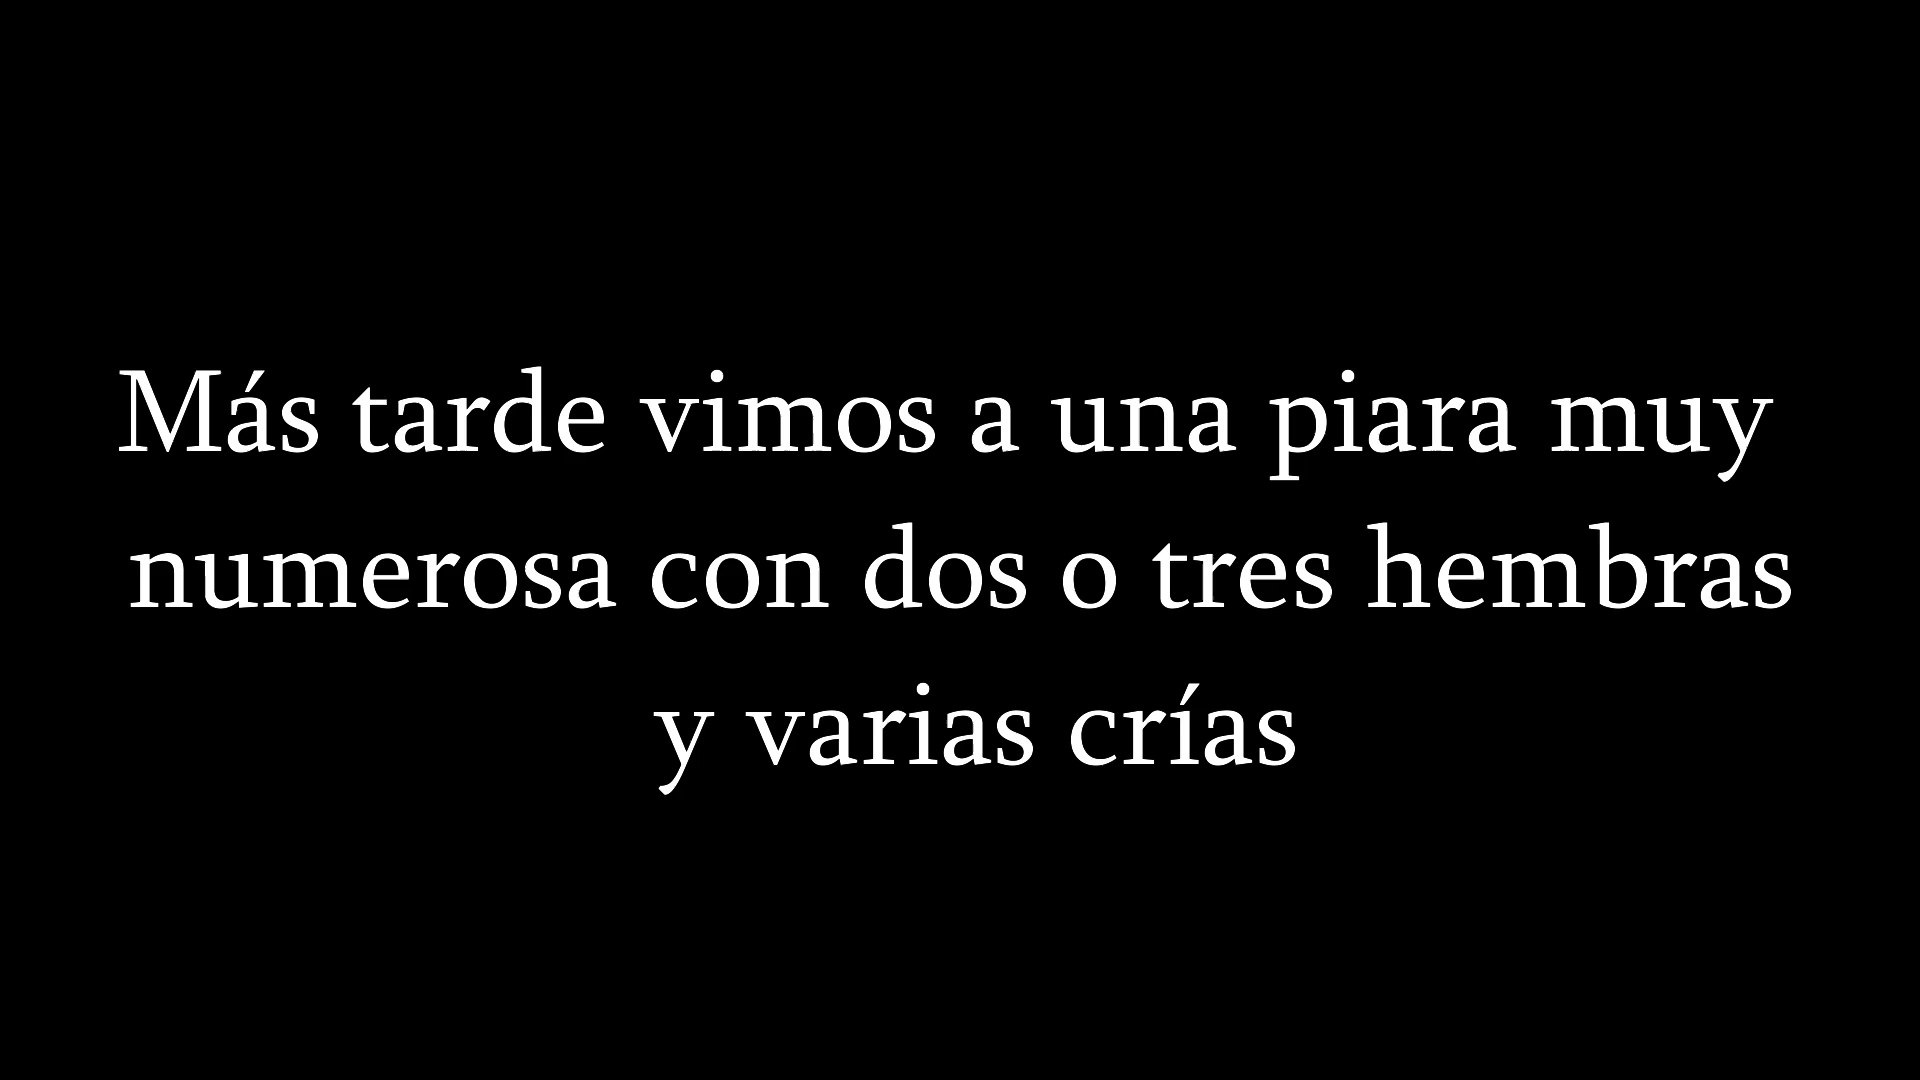 Más tarde vimos a una piara muy
numerosa con dos o tres hembras
y varias crías